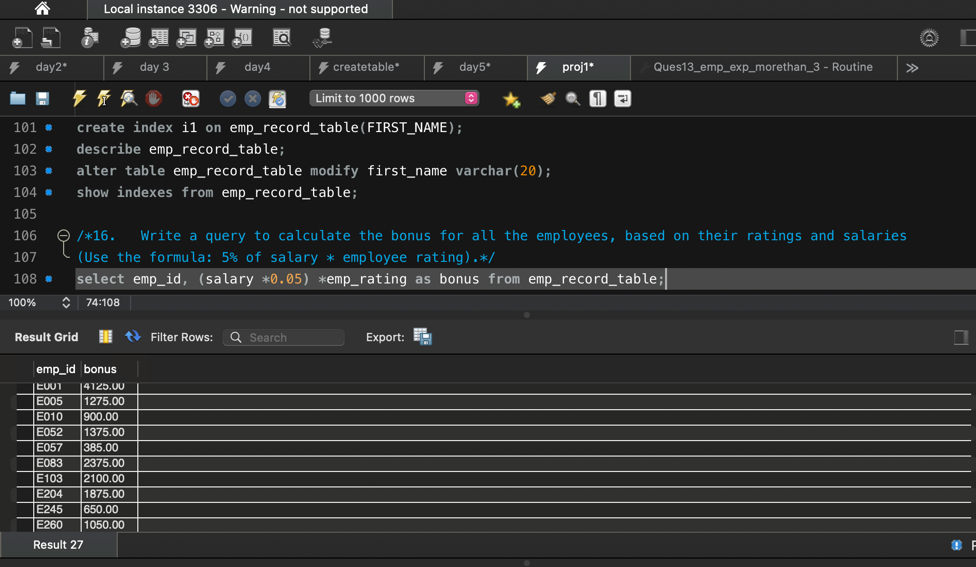 Local instance 3306 - Warning - not supported
day2* day 3 day4 createtable* day5* proj1* Ques13_emp_exp_morethan_3 - Routine
Limit to 1000 rows
101 create index i1 on emp_record_table(FIRST_NAME);
102 describe emp_record_table;
103 alter table emp_record_table modify first_name varchar(20);
104 show indexes from emp_record_table;
105
106 /*16. Write a query to calculate the bonus for all the employees, based on their ratings and salaries
107 (Use the formula: 5% of salary * employee rating).*/
108 select emp_id, (salary *0.05) *emp_rating as bonus from emp_record_table;
100% 74:108
Result Grid Filter Rows: Search Export:
emp_id bonus
E001 4125.00
E005 1275.00
E010 900.00
E052 1375.00
E057 385.00
E083 2375.00
E103 2100.00
E204 1875.00
E245 650.00
E260 1050.00
Result 27